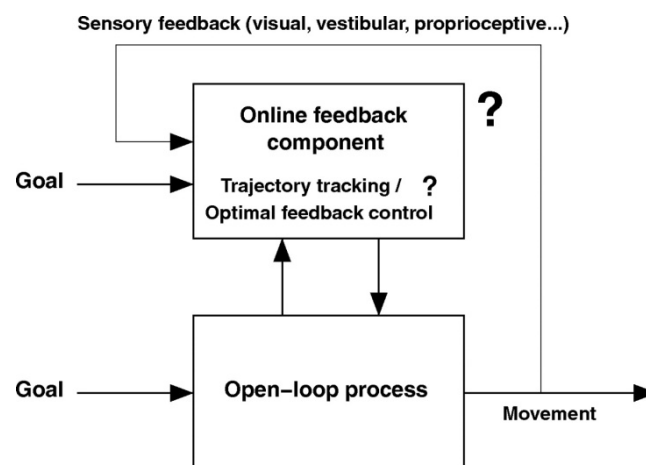 Sensory feedback (visual, vestibular, proprioceptive...)
Online feedback
component
?
Goal
Trajectory tracking / ?
Optimal feedback control
Goal
Open-loop process
Movement